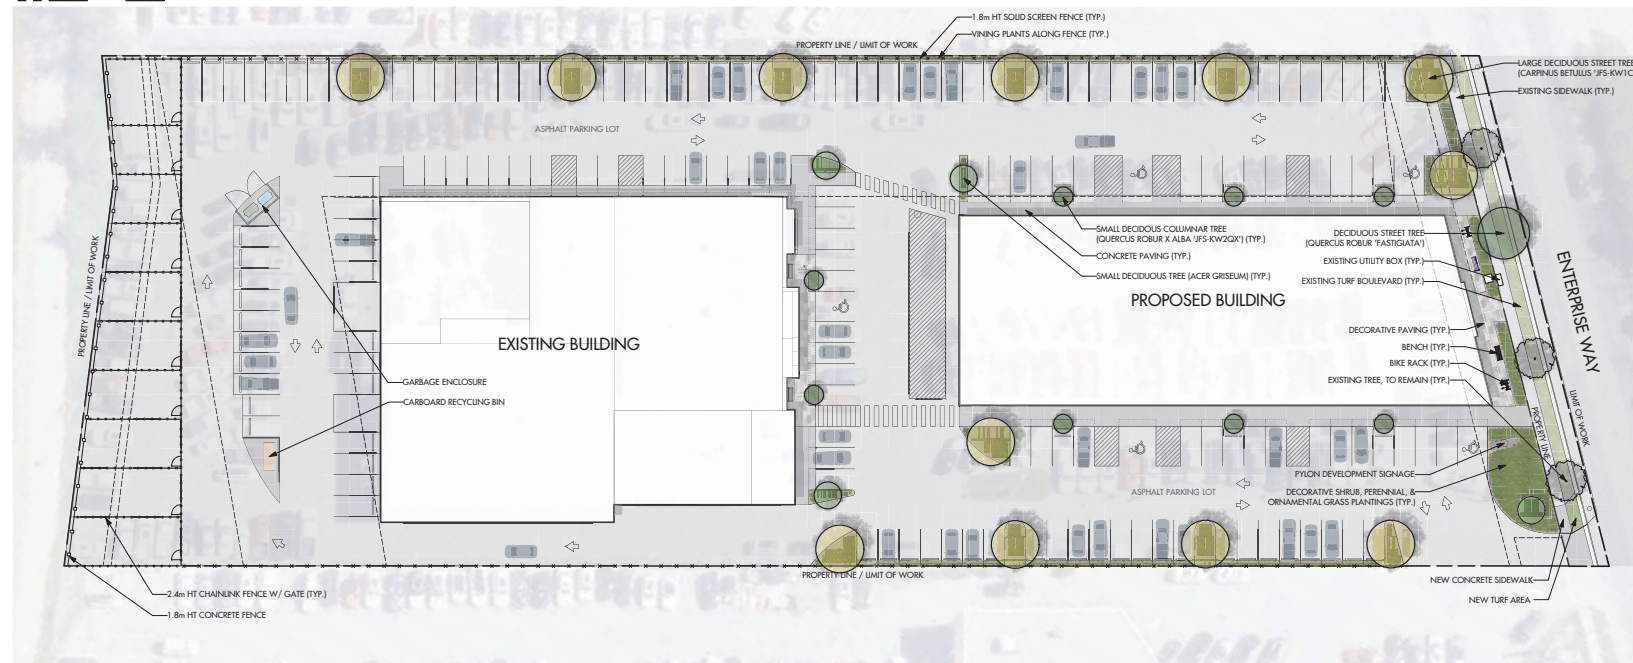 1.8m HT SOLID SCREEN FENCE (TYP.)
VINING PLANTS ALONG FENCE (TYP.)
PROPERTY LINE / LIMIT OF WORK
LARGE DECIDUOUS STREET TREE
(CARPINUS BETULUS 'JFS-KW1C
EXISTING SIDEWALK (TYP.)
ASPHALT PARKING LOT
SMALL DECIDOUS COLUMNAR TREE
(QUERCUS ROBUR X ALBA 'JFS-KW2QX') (TYP.)
CONCRETE PAVING (TYP.)
SMALL DECIDUOUS TREE (ACER GRISEUM) (TYP.)
DECIDUOUS STREET TREE
(QUERCUS ROBUR 'FASTIGIATA')
EXISTING UTILITY BOX (TYP.)
EXISTING TURF BOULEVARD (TYP.)
PROPOSED BUILDING
ENTERPRISE WAY
PROPERTY LINE / LIMIT OF WORK
EXISTING BUILDING
DECORATIVE PAVING (TYP.)
BENCH (TYP.)
BIKE RACK (TYP.)
EXISTING TREE, TO REMAIN (TYP.)
GARBAGE ENCLOSURE
CARBOARD RECYCLING BIN
PROPERTY LINE
LIMIT OF WORK
PYLON DEVELOPMENT SIGNAGE
DECORATIVE SHRUB, PERENNIAL, &
ORNAMENTAL GRASS PLANTINGS (TYP.)
ASPHALT PARKING LOT
PROPERTY LINE / LIMIT OF WORK
NEW CONCRETE SIDEWALK
NEW TURF AREA
2.4m HT CHAINLINK FENCE W/ GATE (TYP.)
1.8m HT CONCRETE FENCE